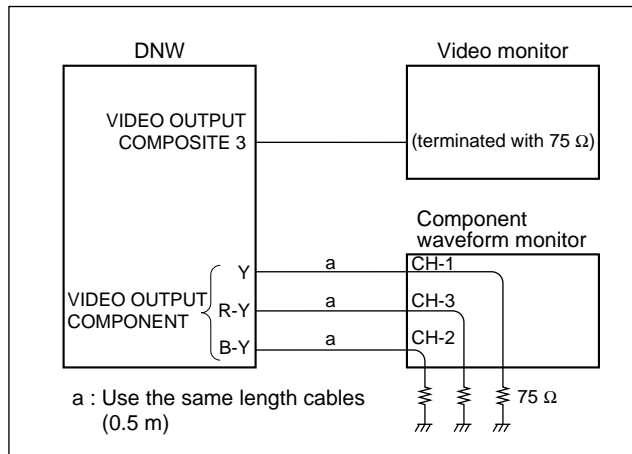 DNW
Video monitor
VIDEO OUTPUT
COMPOSITE 3
(terminated with 75 Ω)
Component
waveform monitor
VIDEO OUTPUT
COMPONENT
Y
a
CH-1
R-Y
a
CH-3
B-Y
a
CH-2
75 Ω
a : Use the same length cables
(0.5 m)